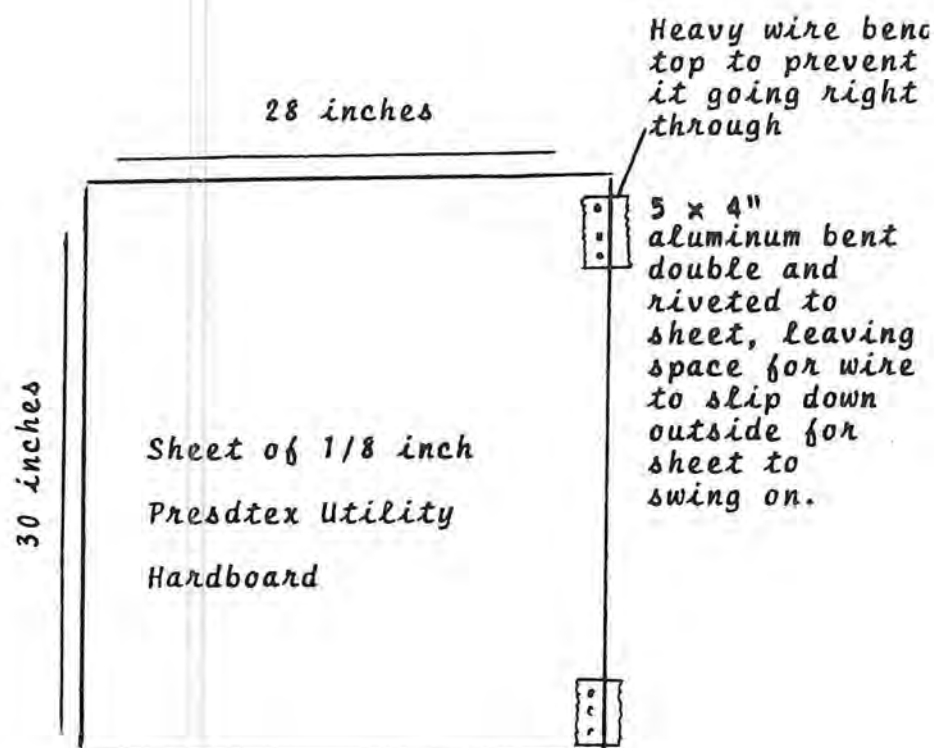 28 inches
Heavy wire
top to prevent
it going right
through
5 x 4"
aluminum bent
double and
riveted to
sheet, leaving
space for wire
to slip down
outside for
sheet to
swing on.
30 inches
Sheet of 1/8 inch
Presdtex Utility
Hardboard